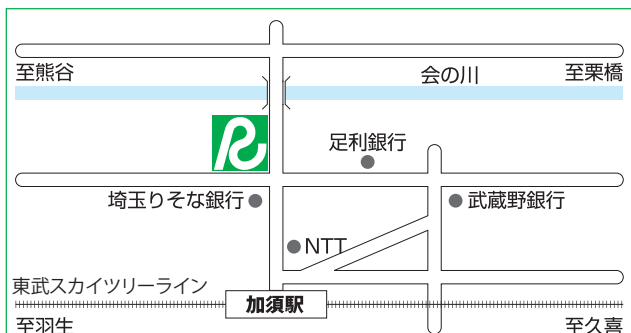 至熊谷
会の川
至栗橋
足利銀行
埼玉りそな銀行
武蔵野銀行
NTT
東武スカイツリーライン
加須駅
至羽生
至久喜